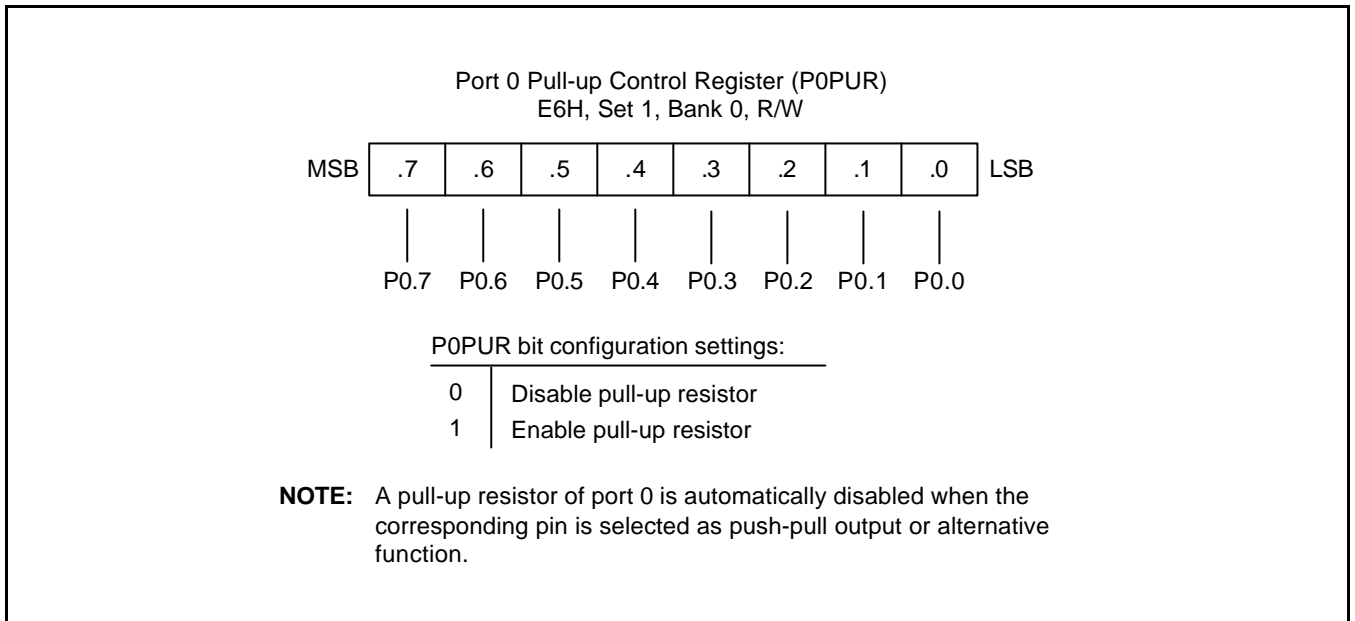 Port 0 Pull-up Control Register (P0PUR)
E6H, Set 1, Bank 0, R/W
MSB .7 .6 .5 .4 .3 .2 .1 .0 LSB
P0.7 P0.6 P0.5 P0.4 P0.3 P0.2 P0.1 P0.0
P0PUR bit configuration settings:
0 Disable pull-up resistor
1 Enable pull-up resistor
NOTE: A pull-up resistor of port 0 is automatically disabled when the
corresponding pin is selected as push-pull output or alternative
function.